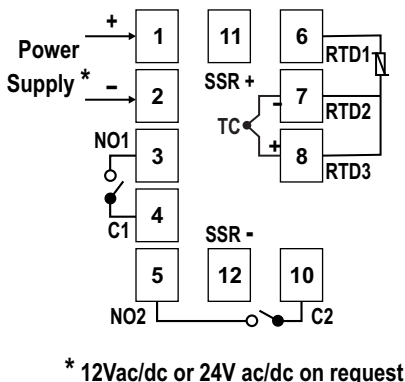 +
1
11
6
Power
RTD1
Supply *
SSR +
-
2
-
7
RTD2
TC
NO1
3
+
8
RTD3
4
C1
SSR -
5
12
10
NO2
C2
* 12Vac/dc or 24V ac/dc on request